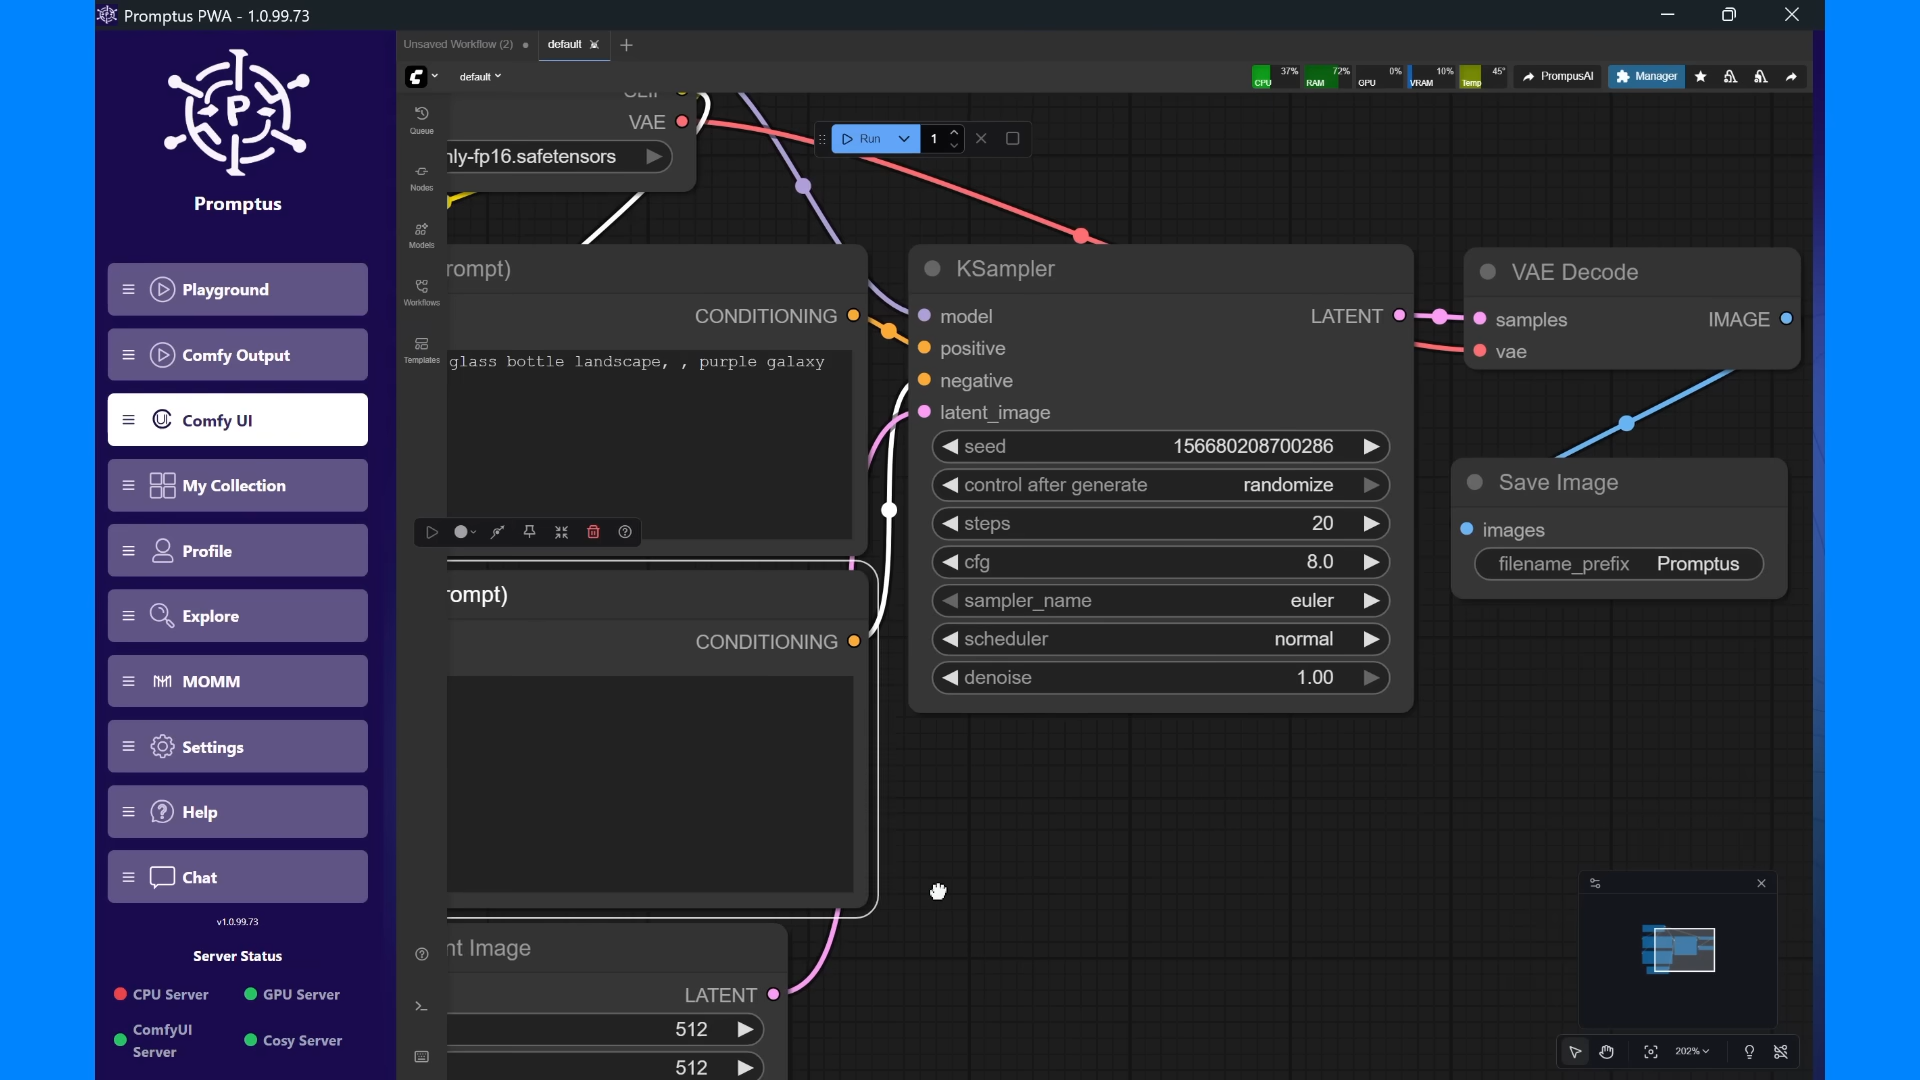 Promptus PWA - 1.0.99.73
Promptus
Playground
Comfy Output
Comfy UI
My Collection
Profile
Explore
MOMM
Settings
Help
Chat
v1.0.99.73
Server Status
CPU Server
GPU Server
ComfyUI Server
Cosy Server
Unsaved Workflow (2)
default
default
CPU 37%
RAM 72%
GPU 0%
VRAM 10%
Temp 45°
PrompusAI
Manager
Queue
Nodes
Models
Workflows
Templates
CLIP
VAE
nly-fp16.safetensors
Run
1
rompt)
CONDITIONING
glass bottle landscape, , purple galaxy
rompt)
CONDITIONING
nt Image
LATENT
512
512
KSampler
model
LATENT
positive
negative
latent_image
seed 156680208700286
control after generate randomize
steps 20
cfg 8.0
sampler_name euler
scheduler normal
denoise 1.00
VAE Decode
samples
IMAGE
vae
Save Image
images
filename_prefix Promptus
202%